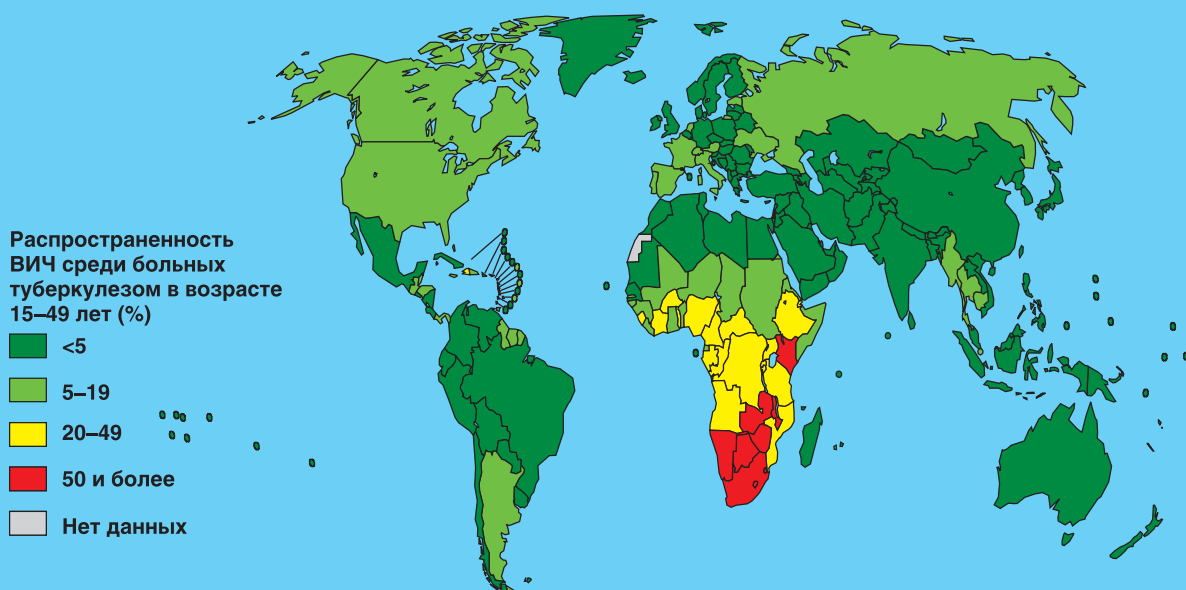 Распространенность
ВИЧ среди больных
туберкулезом в возрасте
15–49 лет (%)
<5
5–19
20–49
50 и более
Нет данных